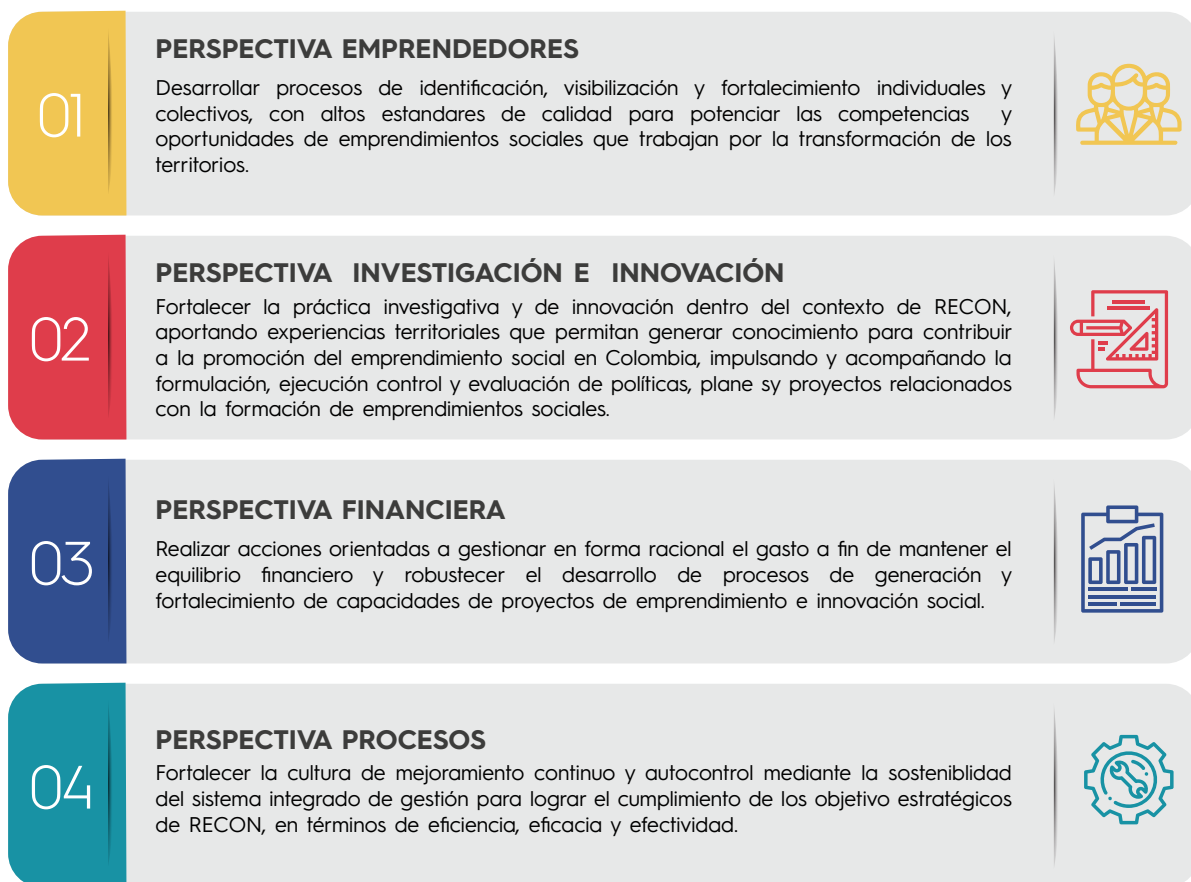 01
PERSPECTIVA EMPRENDEDORES
Desarrollar procesos de identificación, visibilización y fortalecimiento individuales y
colectivos, con altos estandares de calidad para potenciar las competencias y
oportunidades de emprendimientos sociales que trabajan por la transformación de los
territorios.
02
PERSPECTIVA INVESTIGACIÓN E INNOVACIÓN
Fortalecer la práctica investigativa y de innovación dentro del contexto de RECON,
aportando experiencias territoriales que permitan generar conocimiento para contribuir
a la promoción del emprendimiento social en Colombia, impulsando y acompañando la
formulación, ejecución control y evaluación de políticas, plane sy proyectos relacionados
con la formación de emprendimientos sociales.
03
PERSPECTIVA FINANCIERA
Realizar acciones orientadas a gestionar en forma racional el gasto a fin de mantener el
equilibrio financiero y robustecer el desarrollo de procesos de generación y
fortalecimiento de capacidades de proyectos de emprendimiento e innovación social.
04
PERSPECTIVA PROCESOS
Fortalecer la cultura de mejoramiento continuo y autocontrol mediante la sosteniblidad
del sistema integrado de gestión para lograr el cumplimiento de los objetivo estratégicos
de RECON, en términos de eficiencia, eficacia y efectividad.